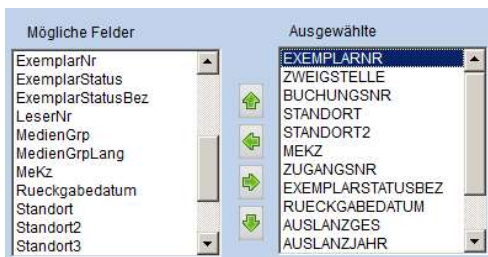 Mögliche Felder
ExemplarNr
ExemplarStatus
ExemplarStatusBez
LeserNr
MedienGrp
MedienGrpLang
MeKz
Rueckgabedatum
Standort
Standort2
Standort3
Ausgewählte
EXEMPLARNR
ZWEIGSTELLE
BUCHUNGSNR
STANDORT
STANDORT2
MEKZ
ZUGANGSNR
EXEMPLARSTATUSBEZ
RUECKGABEDATUM
AUSLANZGES
AUSLANZJAHR